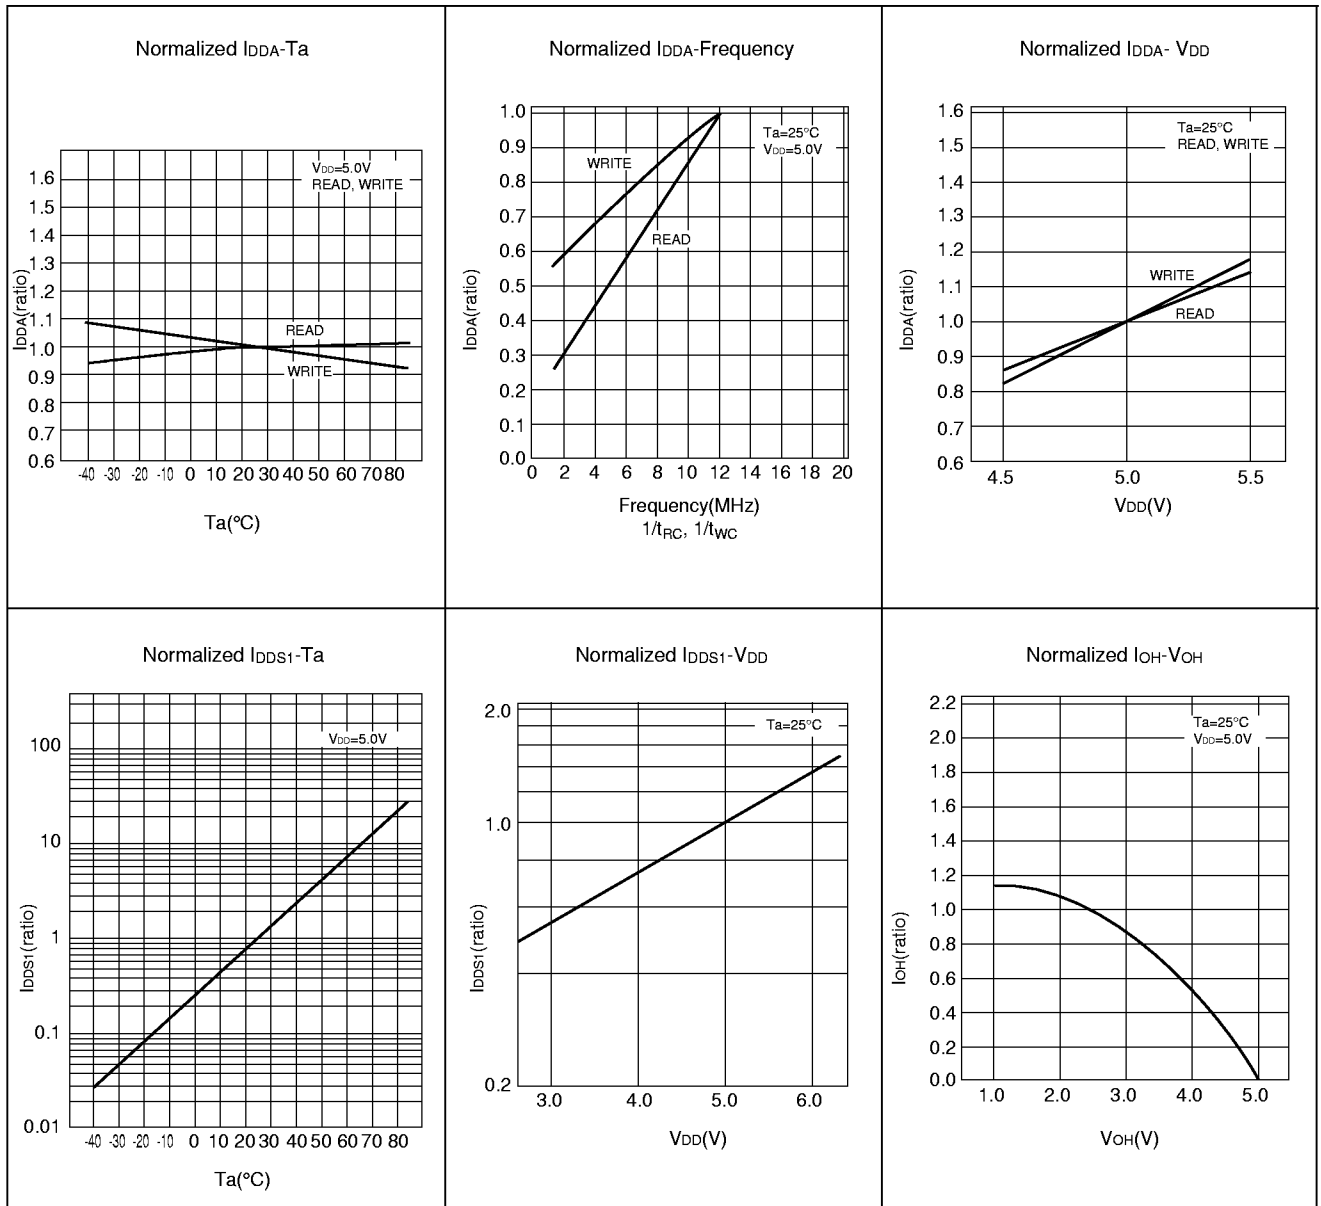 Normalized IDDA-Ta
VDD=5.0V
READ, WRITE
1.6
1.5
1.4
1.3
1.2
1.1
1.0
0.9
0.8
0.7
0.6
IDDA(ratio)
READ
WRITE
-40 -30 -20 -10 0 10 20 30 40 50 60 70 80
Ta(°C)
Normalized IDDA-Frequency
Ta=25°C
VDD=5.0V
1.0
0.9
0.8
0.7
0.6
0.5
0.4
0.3
0.2
0.1
0.0
IDDA(ratio)
WRITE
READ
0 2 4 6 8 10 12 14 16 18 20
Frequency(MHz)
1/tRC, 1/tWC
Normalized IDDA- VDD
Ta=25°C
READ, WRITE
1.6
1.5
1.4
1.3
1.2
1.1
1.0
0.9
0.8
0.7
0.6
IDDA(ratio)
WRITE
READ
4.5 5.0 5.5
VDD(V)
Normalized IDDS1-Ta
VDD=5.0V
100
10
1
0.1
0.01
IDDS1(ratio)
-40 -30 -20 -10 0 10 20 30 40 50 60 70 80
Ta(°C)
Normalized IDDS1-VDD
Ta=25°C
2.0
1.0
0.2
IDDS1(ratio)
3.0 4.0 5.0 6.0
VDD(V)
Normalized IOH-VOH
Ta=25°C
VDD=5.0V
2.2
2.0
1.8
1.6
1.4
1.2
1.0
0.8
0.6
0.4
0.2
0.0
IOH(ratio)
1.0 2.0 3.0 4.0 5.0
VOH(V)